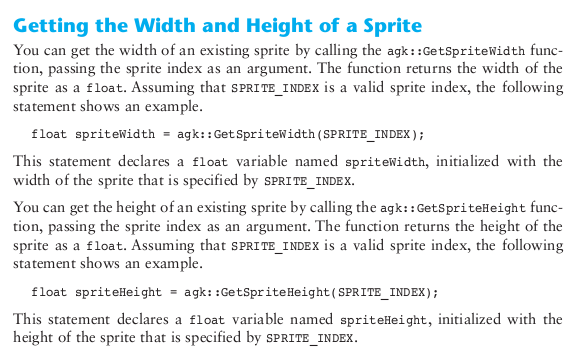 Getting the Width and Height of a Sprite
You can get the width of an existing sprite by calling the agk::GetSpriteWidth func-
tion, passing the sprite index as an argument. The function returns the width of the
sprite as a float. Assuming that SPRITE_INDEX is a valid sprite index, the following
statement shows an example.
float spriteWidth = agk::GetSpriteWidth(SPRITE_INDEX);
This statement declares a float variable named spriteWidth, initialized with the
width of the sprite that is specified by SPRITE_INDEX.
You can get the height of an existing sprite by calling the agk::GetSpriteHeight func-
tion, passing the sprite index as an argument. The function returns the height of the
sprite as a float. Assuming that SPRITE_INDEX is a valid sprite index, the following
statement shows an example.
float spriteHeight = agk::GetSpriteHeight(SPRITE_INDEX);
This statement declares a float variable named spriteHeight, initialized with the
height of the sprite that is specified by SPRITE_INDEX.